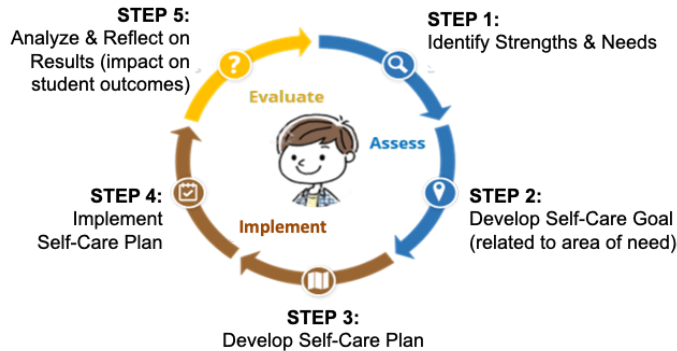 STEP 1:
Identify Strengths & Needs
STEP 2:
Develop Self-Care Goal
(related to area of need)
STEP 3:
Develop Self-Care Plan
STEP 4:
Implement
Self-Care Plan
STEP 5:
Analyze & Reflect on
Results (impact on
student outcomes)
Evaluate
Assess
Implement
?